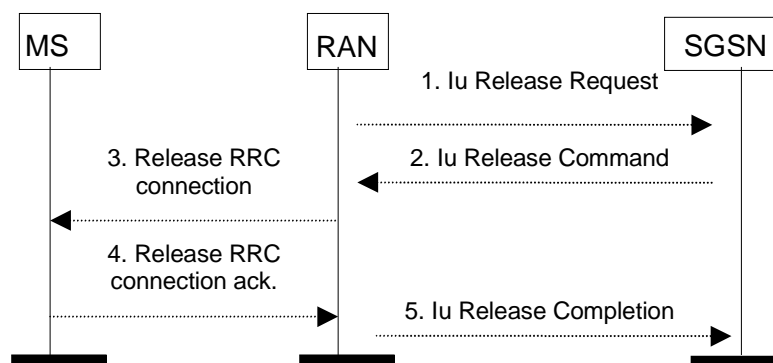 MS
RAN
SGSN
1. Iu Release Request
2. Iu Release Command
3. Release RRC
connection
4. Release RRC
connection ack.
5. Iu Release Completion